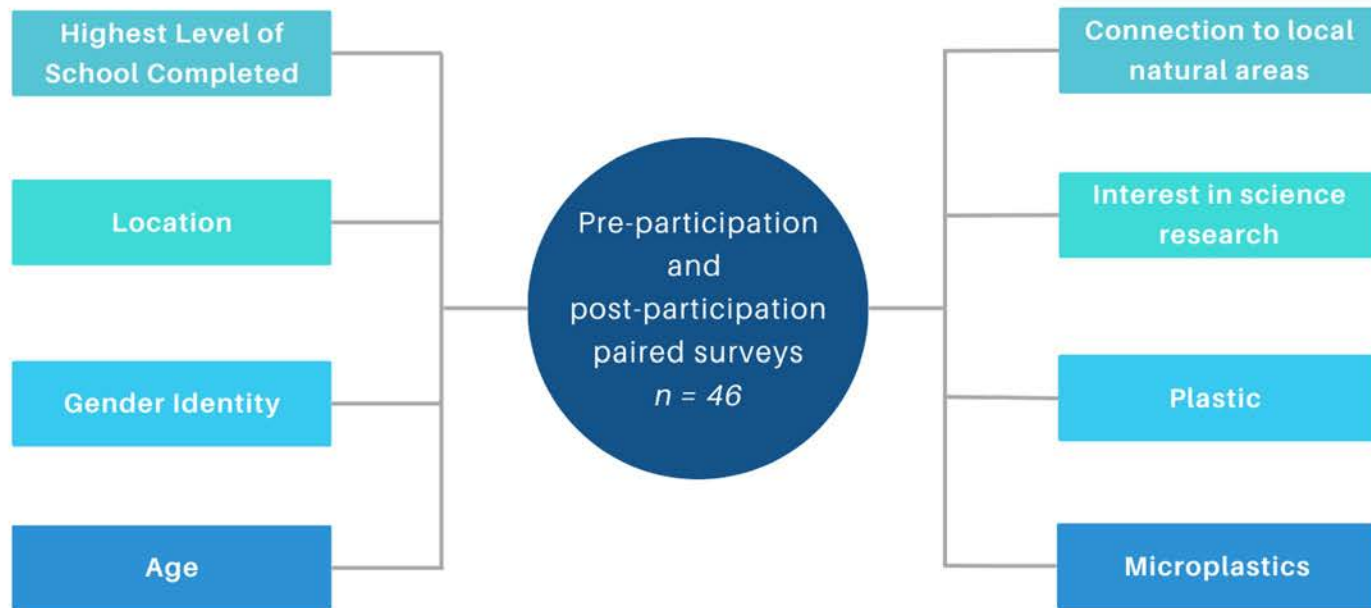 Highest Level of
School Completed
Location
Gender Identity
Age
Pre-participation
and
post-participation
paired surveys
n = 46
Connection to local
natural areas
Interest in science
research
Plastic
Microplastics